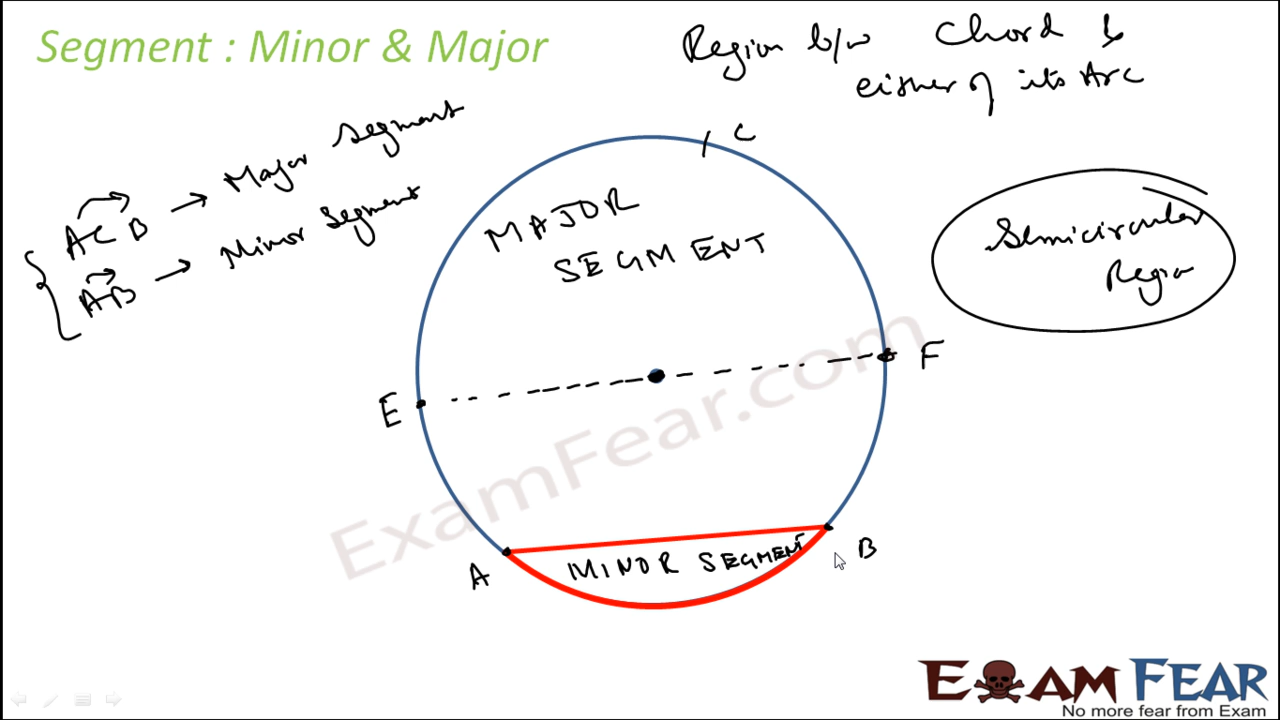 Segment : Minor & Major
Region b/w Chord &
either of its Arc
ACB → Major Segment
AB → Minor Segment
C
MAJOR
SEGMENT
Semicircular
Region
E
F
A
B
MINOR SEGMENT
ExamFear.com
EXAM FEAR
No more fear from Exam